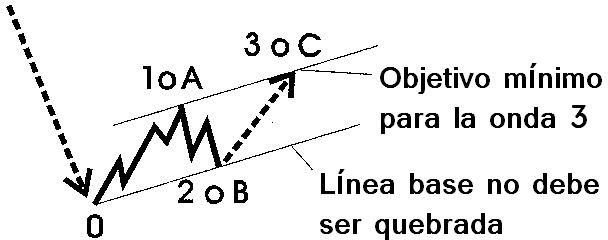 3 o C
1 o A
Objetivo mínimo
para la onda 3
2 o B
Línea base no debe
ser quebrada
0